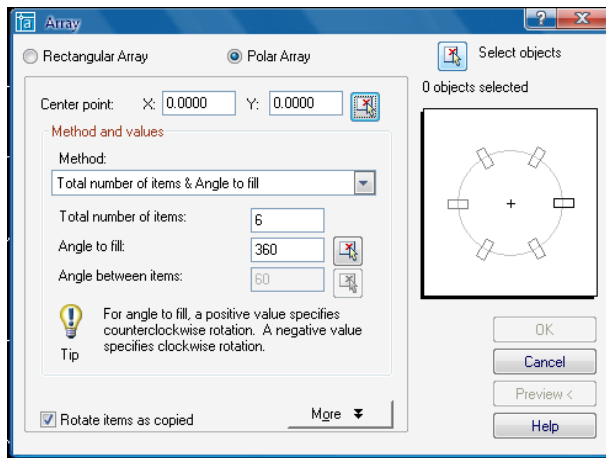 Array
Rectangular Array
Polar Array
Select objects
0 objects selected
Center point: X: 0.0000 Y: 0.0000
Method and values
Method:
Total number of items & Angle to fill
Total number of items: 6
Angle to fill: 360
Angle between items: 60
For angle to fill, a positive value specifies
counterclockwise rotation. A negative value
specifies clockwise rotation.
Tip
Rotate items as copied
More
OK
Cancel
Preview <
Help